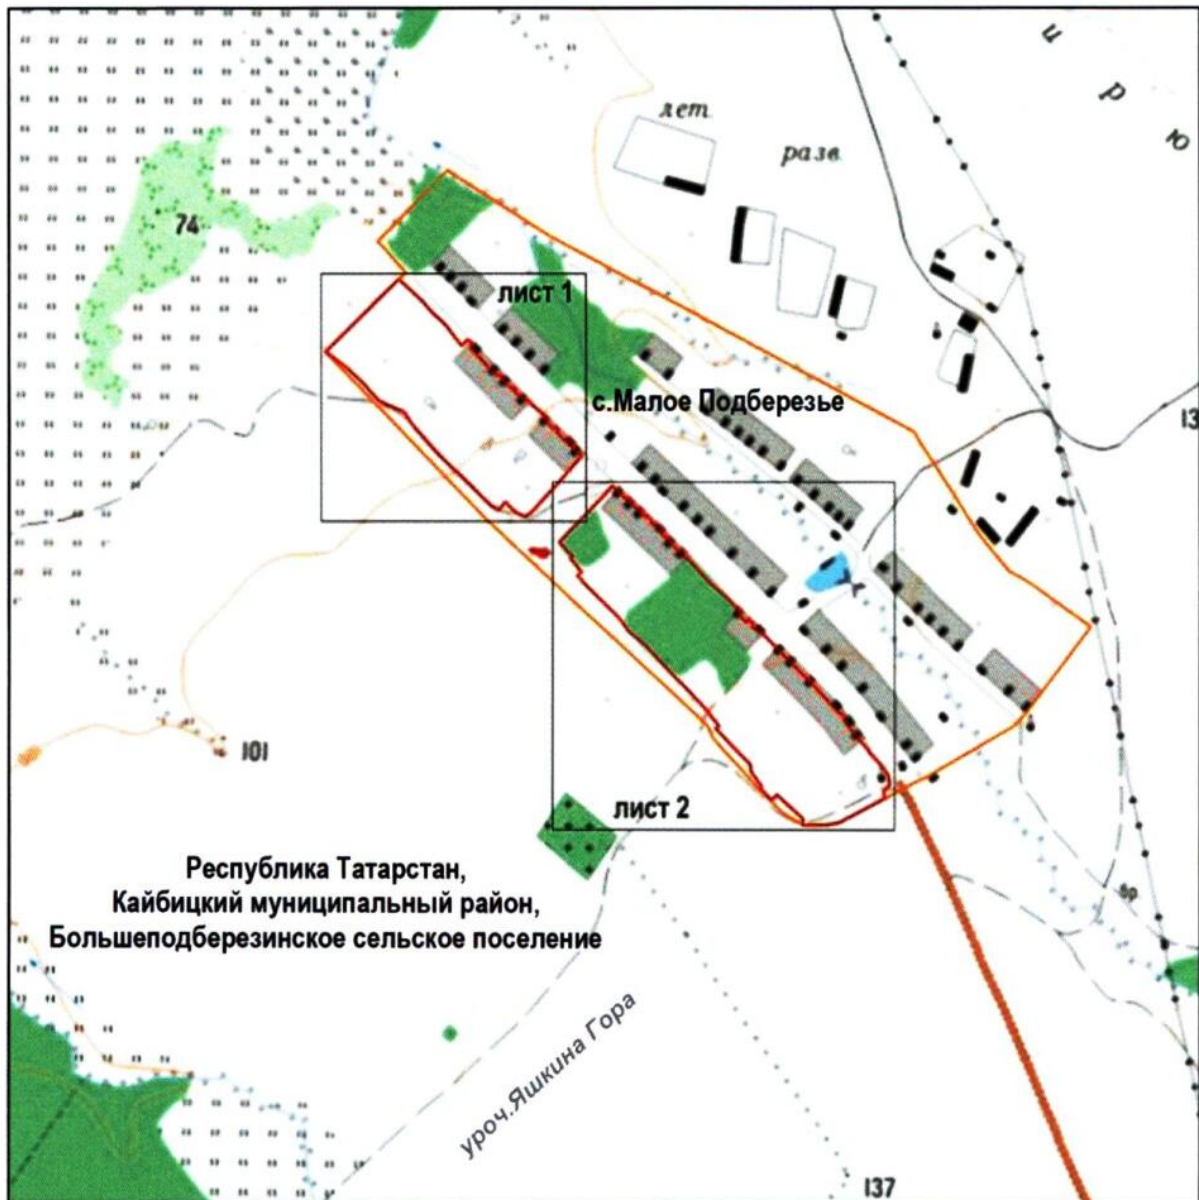 и
р
ю
лет.
разв.
74
лист 1
с.Малое Подберезье
13
101
лист 2
Республика Татарстан,
Кайбицкий муниципальный район,
Большеподберезинское сельское поселение
бр.
уроч.Яшкина Гора
137